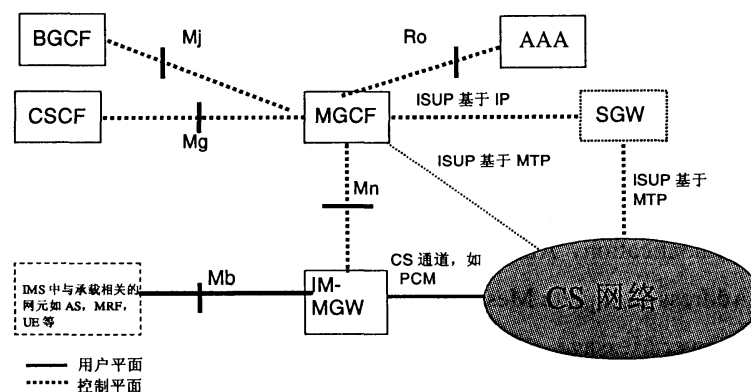 BGCF
Mj
Ro
AAA
CSCF
Mg
MGCF
ISUP 基于 IP
SGW
ISUP 基于 MTP
ISUP 基于
MTP
Mn
IMS 中与承载相关的
网元如 AS，MRF，
UE 等
Mb
IM-
MGW
CS 通道，如
PCM
CS 网络
用户平面
控制平面